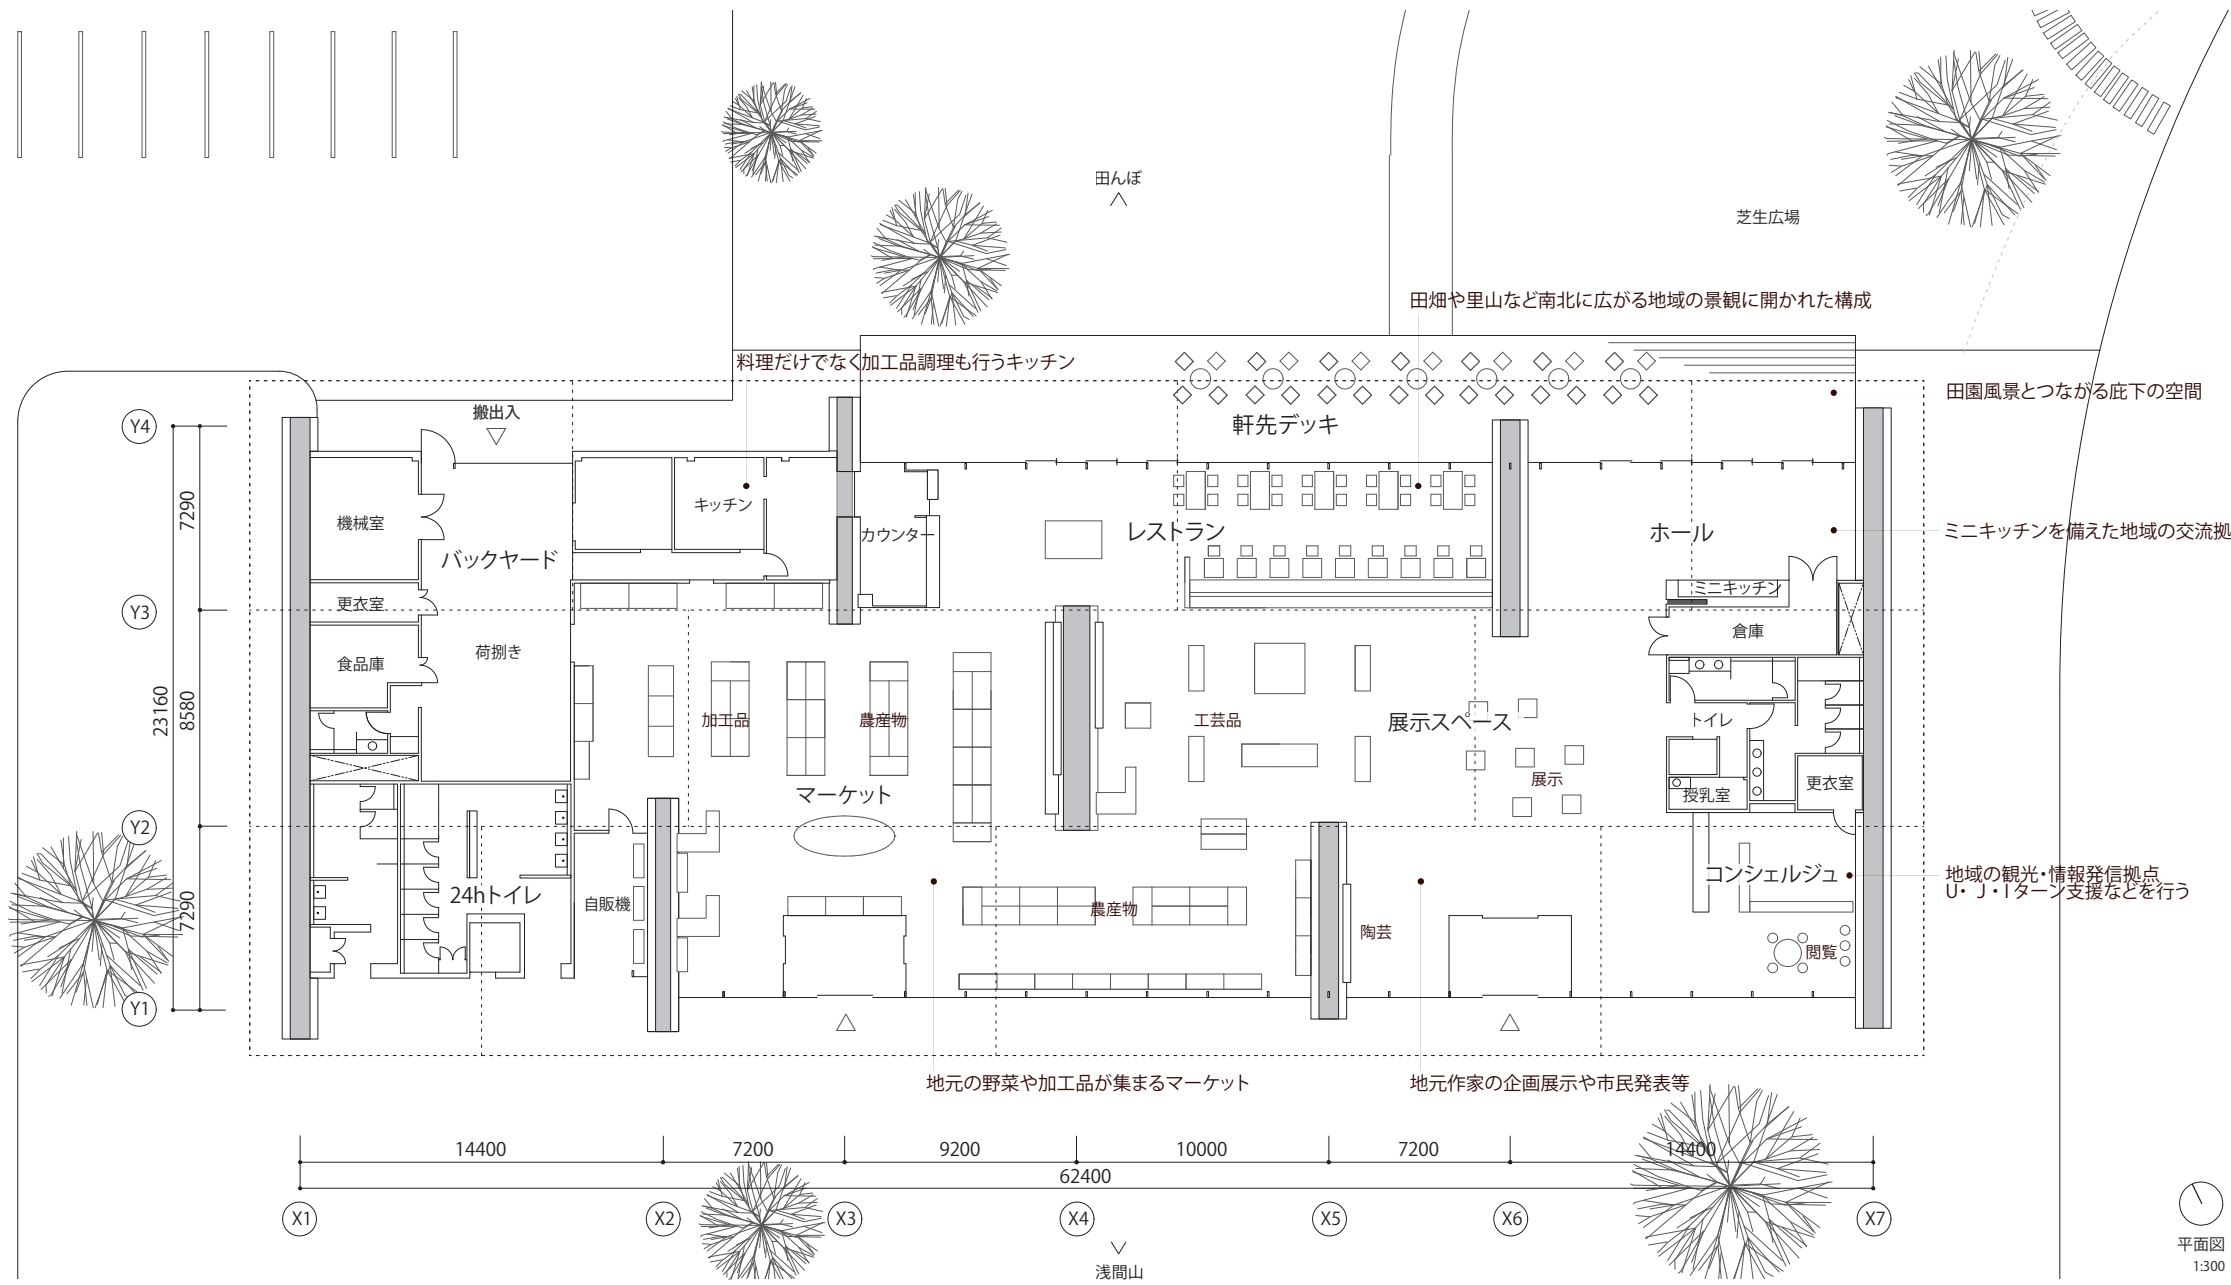 田んぼ
芝生広場
田畑や里山など南北に広がる地域の景観に開かれた構成
料理だけでなく加工品調理も行うキッチン
田園風景とつながる庇下の空間
搬出入
軒先デッキ
Y4
7290
機械室
バックヤード
キッチン
カウンター
レストラン
ホール
ミニキッチンを備えた地域の交流拠
ミニキッチン
更衣室
Y3
倉庫
食品庫
荷捌き
23160
8580
加工品
農産物
工芸品
展示スペース
トイレ
展示
マーケット
授乳室
更衣室
Y2
24hトイレ
自販機
農産物
陶芸
コンシェルジュ
地域の観光・情報発信拠点
U・J・Iターン支援などを行う
7290
閲覧
Y1
地元の野菜や加工品が集まるマーケット
地元作家の企画展示や市民発表等
14400
7200
9200
10000
7200
14400
62400
X1
X2
X3
X4
X5
X6
X7
浅間山
平面図
1:300